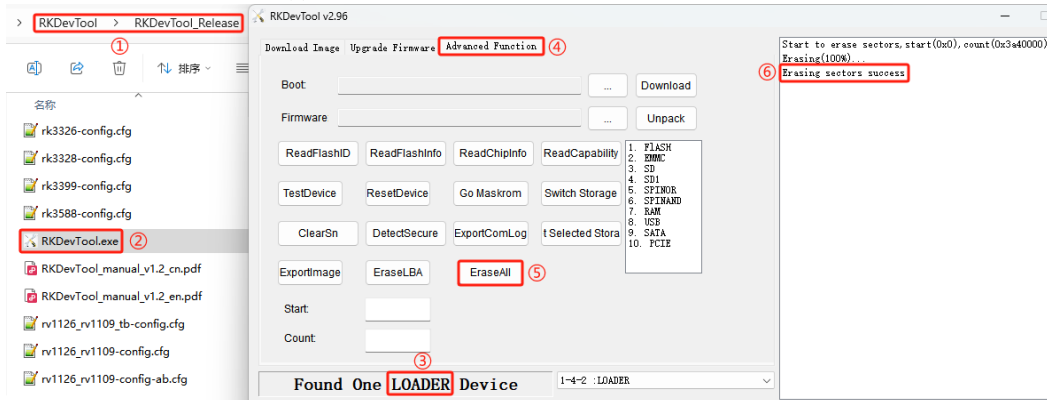 RKDevTool > RKDevTool_Release
①
排序
名称
rk3326-config.cfg
rk3328-config.cfg
rk3399-config.cfg
rk3588-config.cfg
RKDevTool.exe ②
RKDevTool_manual_v1.2_cn.pdf
RKDevTool_manual_v1.2_en.pdf
rv1126_rv1109_tb-config.cfg
rv1126_rv1109-config.cfg
rv1126_rv1109-config-ab.cfg
RKDevTool v2.96
Download Image Upgrade Firmware Advanced Function ④
Boot: ... Download
Firmware ... Unpack
ReadFlashID ReadFlashInfo ReadChipInfo ReadCapability
TestDevice ResetDevice Go Maskrom Switch Storage
ClearSn DetectSecure ExportComLog t Selected Stora
ExportImage EraseLBA EraseAll ⑤
Start:
Count:
1. FlASH
2. EMMC
3. SD
4. SD1
5. SPINOR
6. SPINAND
7. RAM
8. USB
9. SATA
10. PCIE
③
Found One LOADER Device
1-4-2 :LOADER
Start to erase sectors,start(0x0),count(0x3a40000)
Erasing(100%)...
⑥ Erasing sectors success